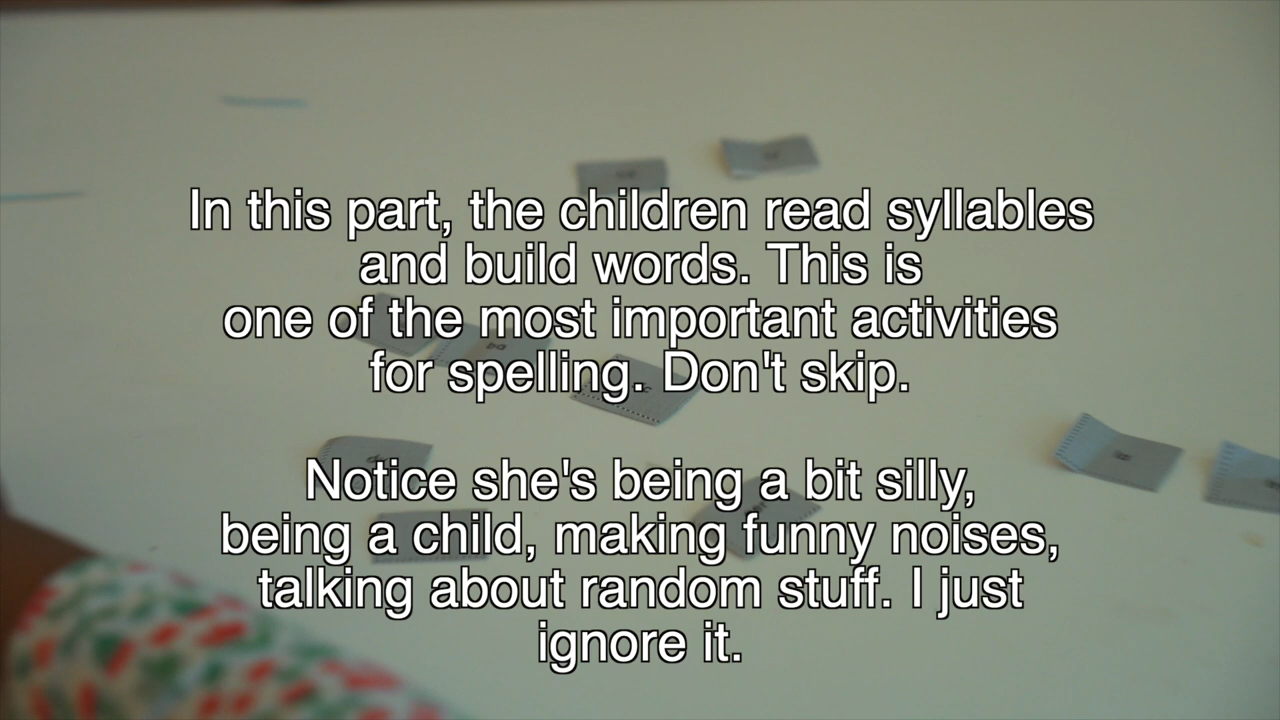 In this part, the children read syllables
and build words. This is
one of the most important activities
for spelling. Don't skip.
Notice she's being a bit silly,
being a child, making funny noises,
talking about random stuff. I just
ignore it.